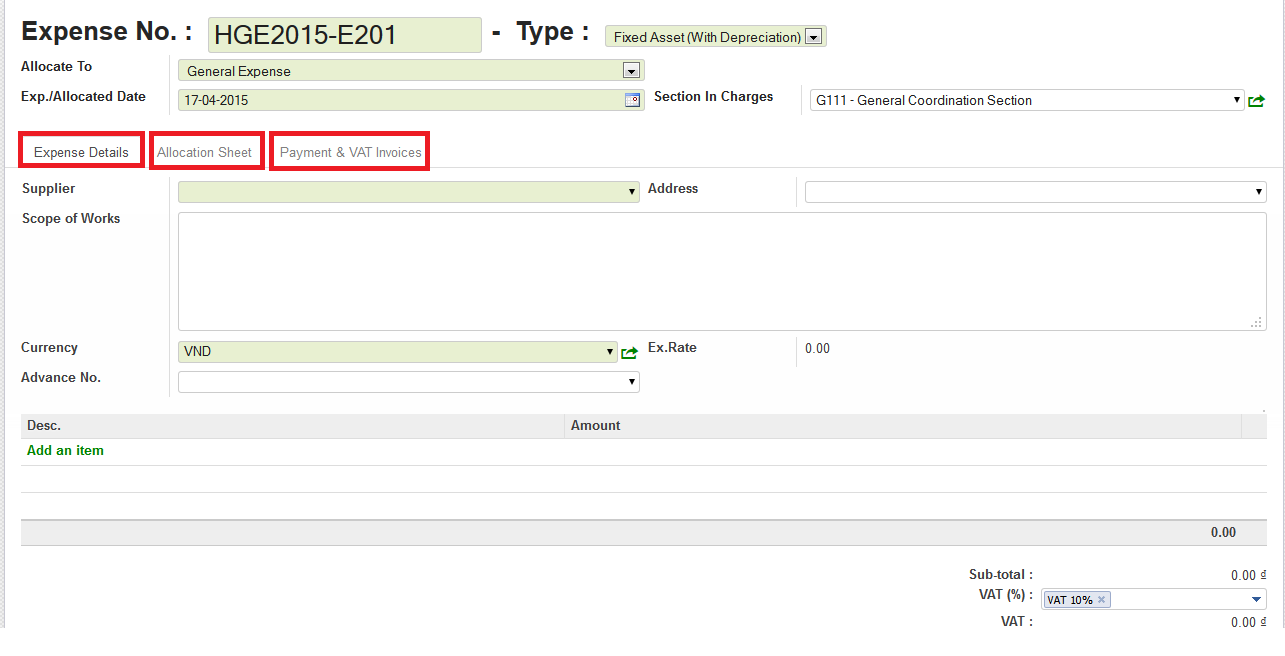 Expense No. : HGE2015-E201 - Type : Fixed Asset (With Depreciation)
Allocate To General Expense
Exp./Allocated Date 17-04-2015 Section In Charges G111 - General Coordination Section
Expense Details Allocation Sheet Payment & VAT Invoices
Supplier Address
Scope of Works
Currency VND Ex.Rate 0.00
Advance No.
Desc. Amount
Add an item
0.00
Sub-total : 0.00 ₫
VAT (%) : VAT 10% ×
VAT : 0.00 ₫